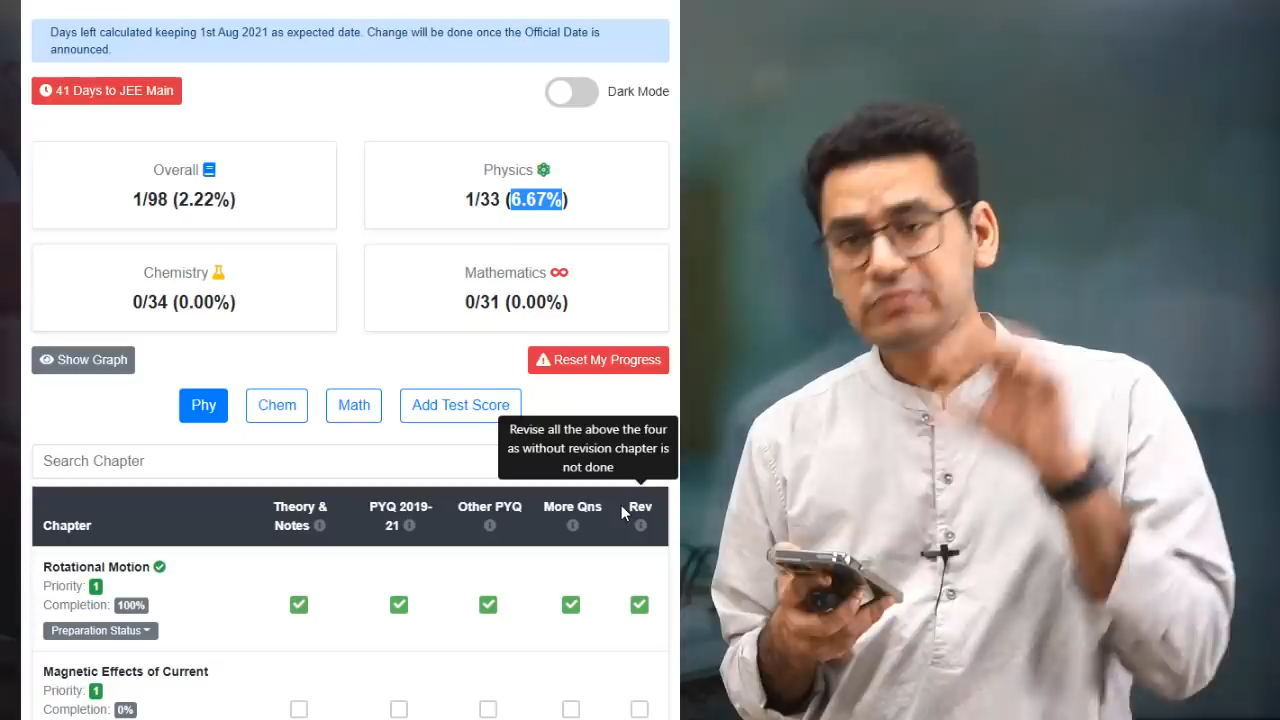 Days left calculated keeping 1st Aug 2021 as expected date. Change will be done once the Official Date is
announced.
41 Days to JEE Main
Dark Mode
Overall
1/98 (2.22%)
Physics
1/33 (6.67%)
Chemistry
0/34 (0.00%)
Mathematics
0/31 (0.00%)
Show Graph
Reset My Progress
Phy
Chem
Math
Add Test Score
Revise all the above the four
as without revision chapter is
not done
Search Chapter
Chapter
Theory &
Notes
PYQ 2019-
21
Other PYQ
More Qns
Rev
Rotational Motion
Priority: 1
Completion: 100%
Preparation Status
Magnetic Effects of Current
Priority: 1
Completion: 0%